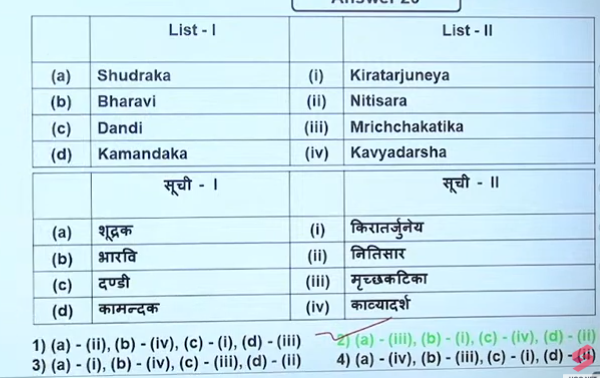 Answer 20
List - I List - II
(a) Shudraka (i) Kiratarjuneya
(b) Bharavi (ii) Nitisara
(c) Dandi (iii) Mrichchakatika
(d) Kamandaka (iv) Kavyadarsha
सूची - I सूची - II
(a) शूद्रक (i) किरातर्जुनेय
(b) भारवि (ii) नितिसार
(c) दण्डी (iii) मृच्छकटिका
(d) कामन्दक (iv) काव्यादर्श
1) (a) - (ii), (b) - (iv), (c) - (i), (d) - (iii) 2) (a) - (iii), (b) - (i), (c) - (iv), (d) - (ii)
3) (a) - (i), (b) - (iv), (c) - (iii), (d) - (ii) 4) (a) - (iv), (b) - (iii), (c) - (i), (d) - (ii)